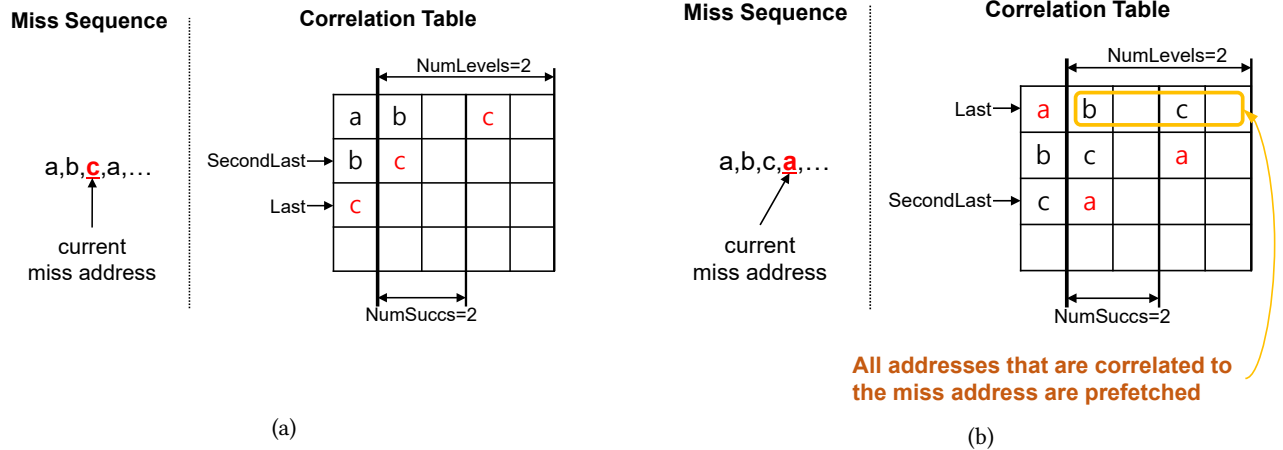 Miss Sequence
Correlation Table
NumLevels=2
a b c
SecondLast b c
Last c
a,b,c,a,…
current
miss address
NumSuccs=2
(a)
Miss Sequence
Correlation Table
NumLevels=2
Last a b c
b c a
SecondLast c a
a,b,c,a,…
current
miss address
NumSuccs=2
All addresses that are correlated to
the miss address are prefetched
(b)